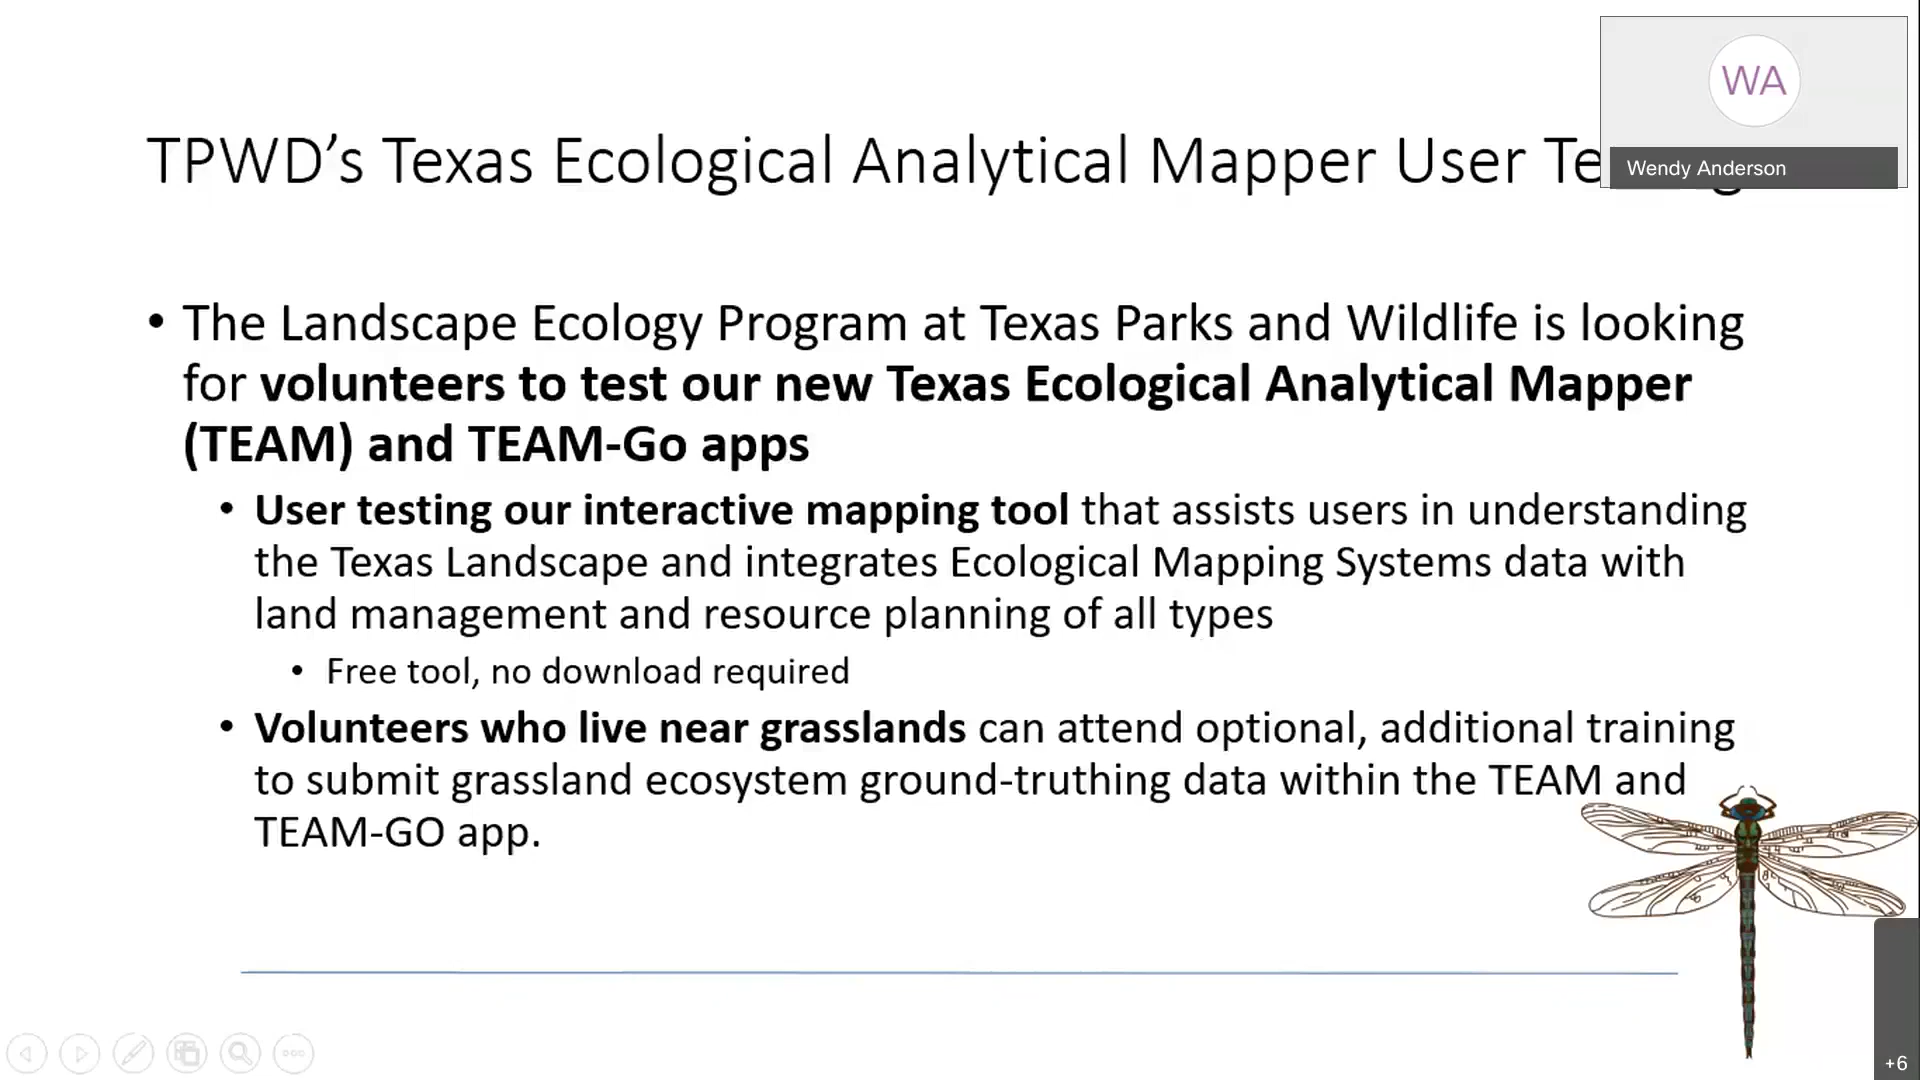 WA
Wendy Anderson
TPWD’s Texas Ecological Analytical Mapper User
• The Landscape Ecology Program at Texas Parks and Wildlife is looking
for volunteers to test our new Texas Ecological Analytical Mapper
(TEAM) and TEAM-Go apps
• User testing our interactive mapping tool that assists users in understanding
the Texas Landscape and integrates Ecological Mapping Systems data with
land management and resource planning of all types
• Free tool, no download required
• Volunteers who live near grasslands can attend optional, additional training
to submit grassland ecosystem ground-truthing data within the TEAM and
TEAM-GO app.
+6